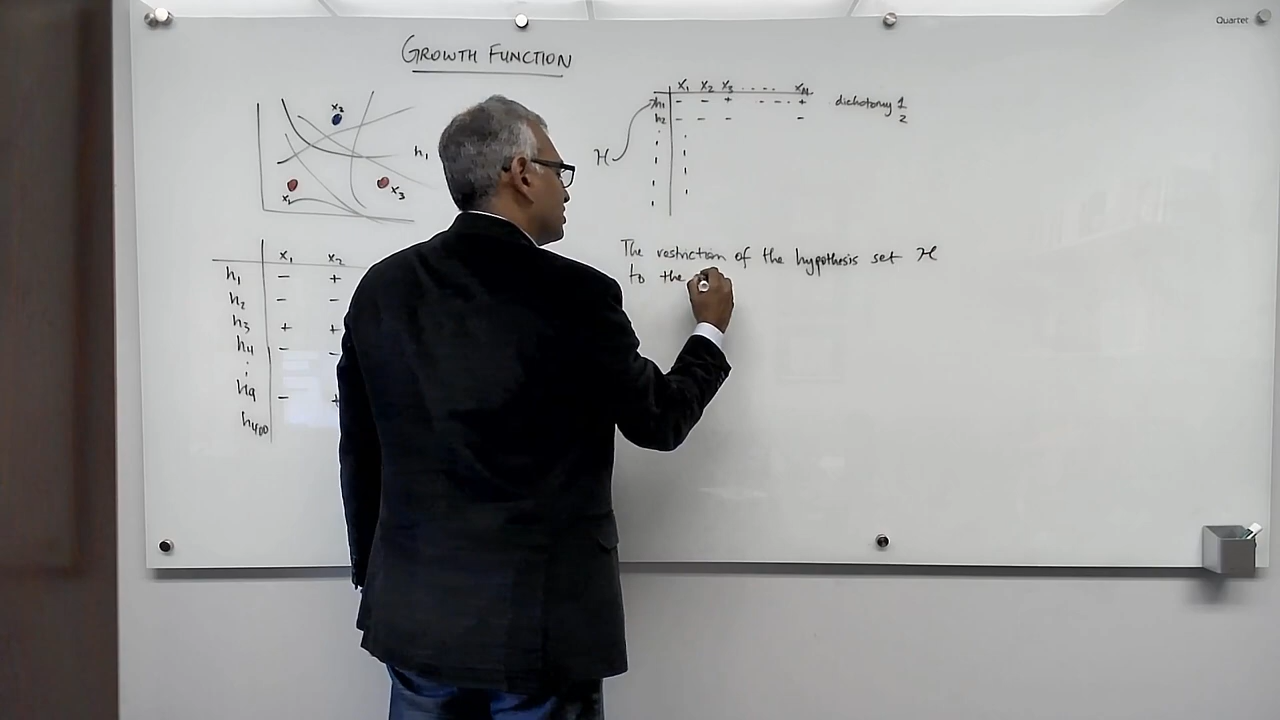 Quartet
GROWTH FUNCTION
x₂
h₁
x₁
x₃
x₁ x₂
h₁ − +
h₂ − −
h₃ + +
h₄ − −
h₉ − +
h₄₀₀
x₁ x₂ x₃ ..... x_N
h₁ − − + - - - - + dichotomy 1
h₂ − − − − 2
H
The restriction of the hypothesis set H
to the